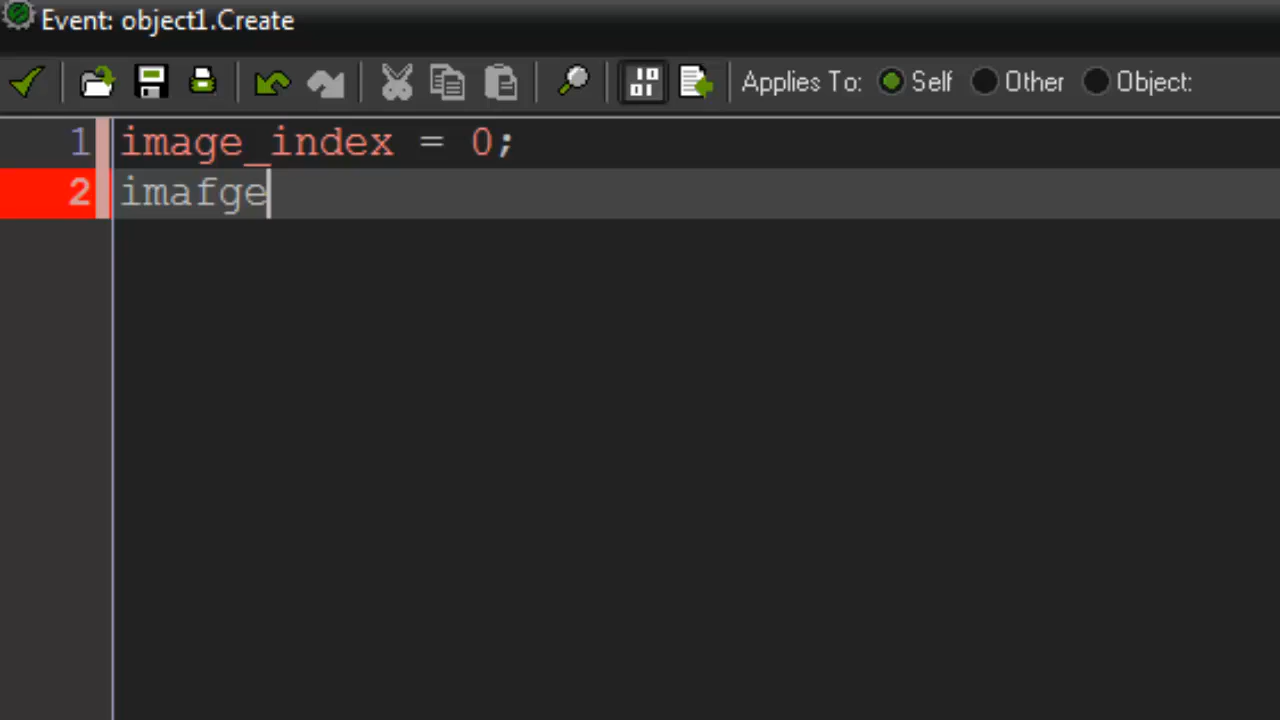 Event: object1.Create
Applies To: Self Other Object:
1 image_index = 0;
2 imafge